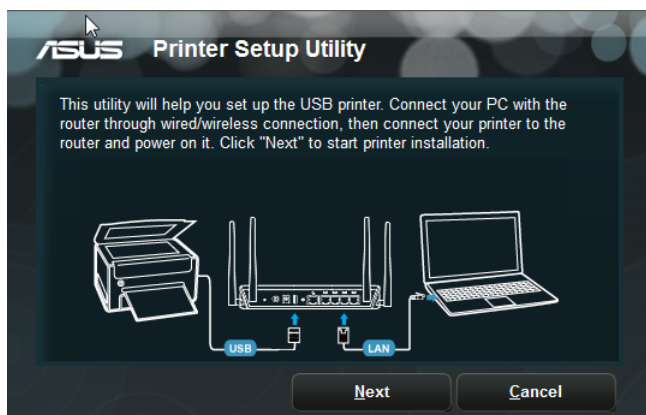 ASUS Printer Setup Utility
This utility will help you set up the USB printer. Connect your PC with the
router through wired/wireless connection, then connect your printer to the
router and power on it. Click "Next" to start printer installation.
USB LAN
Next Cancel